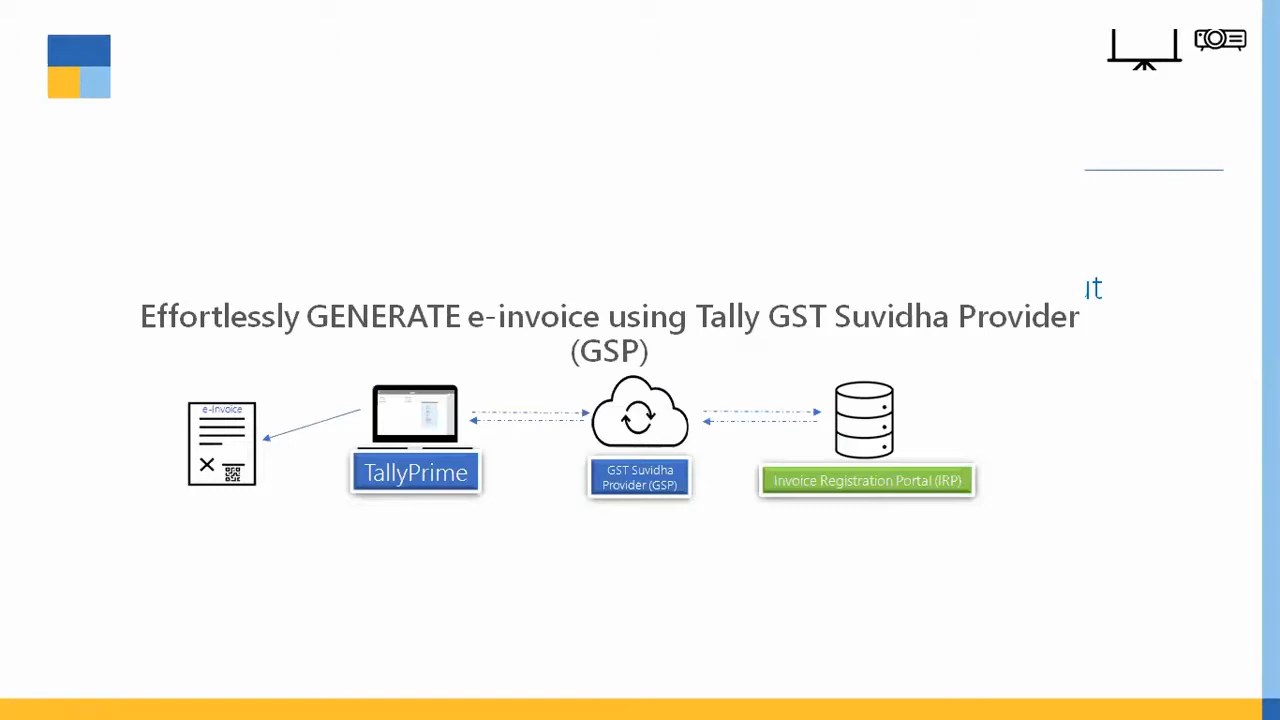 Effortlessly GENERATE e-invoice using Tally GST Suvidha Provider
(GSP)
e-Invoice
TallyPrime
GST Suvidha
Provider (GSP)
Invoice Registration Portal (IRP)